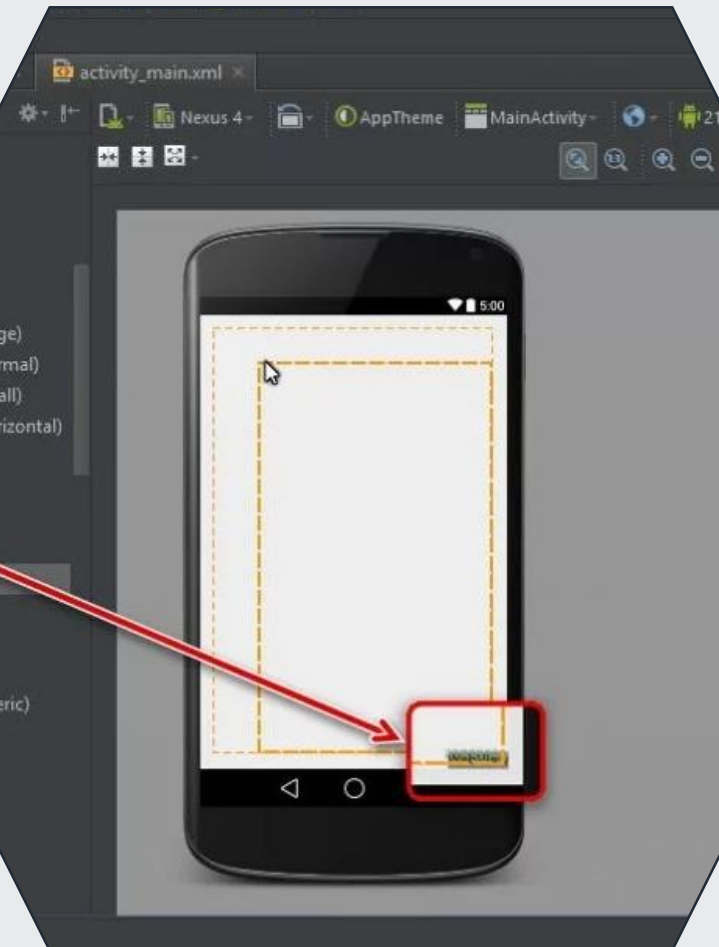 activity_main.xml
Nexus 4
AppTheme
MainActivity
21
ge)
rmal)
all)
rizontal)
eric)
5:00